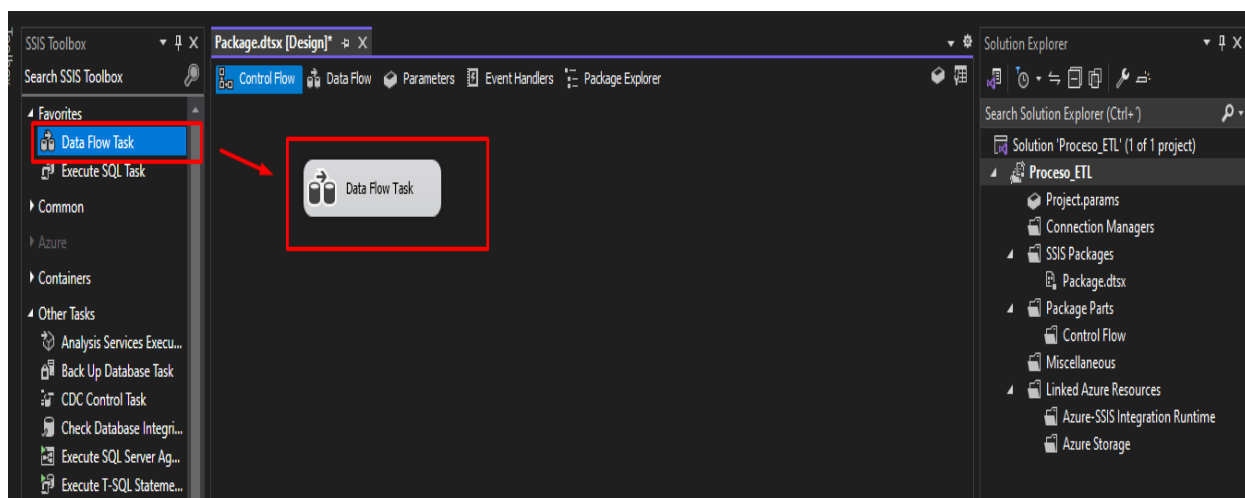 Toolbox
SSIS Toolbox
Search SSIS Toolbox
Favorites
Data Flow Task
Execute SQL Task
Common
Azure
Containers
Other Tasks
Analysis Services Execu...
Back Up Database Task
CDC Control Task
Check Database Integri...
Execute SQL Server Ag...
Execute T-SQL Stateme...
Package.dtsx [Design]*
Control Flow Data Flow Parameters Event Handlers Package Explorer
Data Flow Task
Solution Explorer
Search Solution Explorer (Ctrl+´)
Solution 'Proceso_ETL' (1 of 1 project)
Proceso_ETL
Project.params
Connection Managers
SSIS Packages
Package.dtsx
Package Parts
Control Flow
Miscellaneous
Linked Azure Resources
Azure-SSIS Integration Runtime
Azure Storage